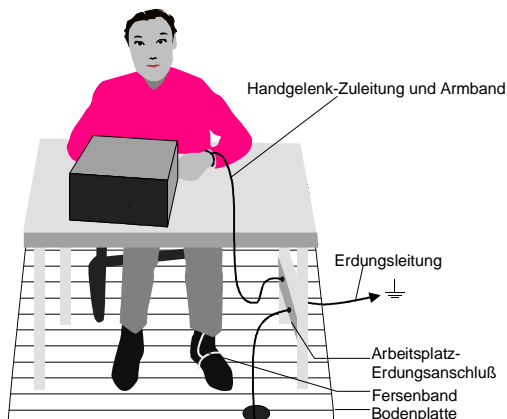 Handgelenk-Zuleitung und Armband
Erdungsleitung
Arbeitsplatz-
Erdungsanschluß
Fersenband
Bodenplatte